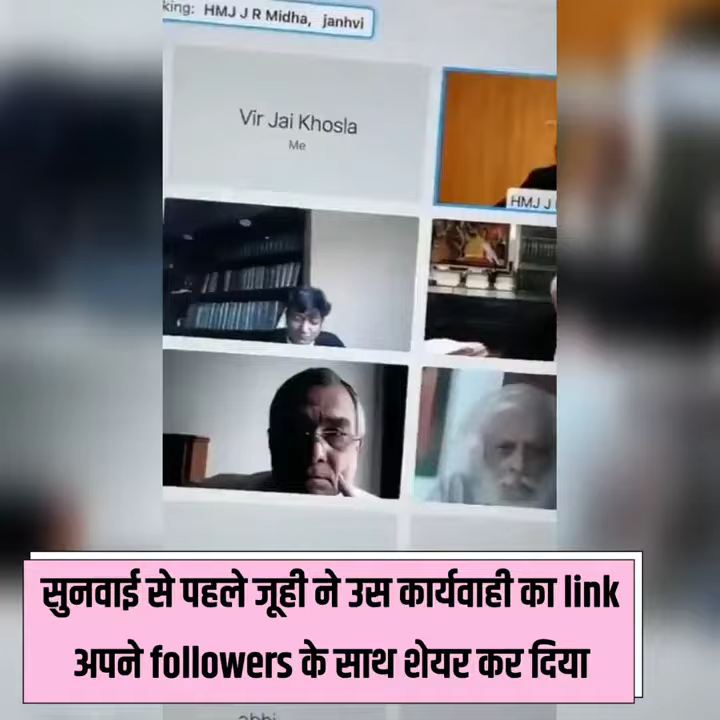 king: HMJ J R Midha, janhvi
Vir Jai Khosla
Me
HMJ J
सुनवाई से पहले जूही ने उस कार्यवाही का link
अपने followers के साथ शेयर कर दिया